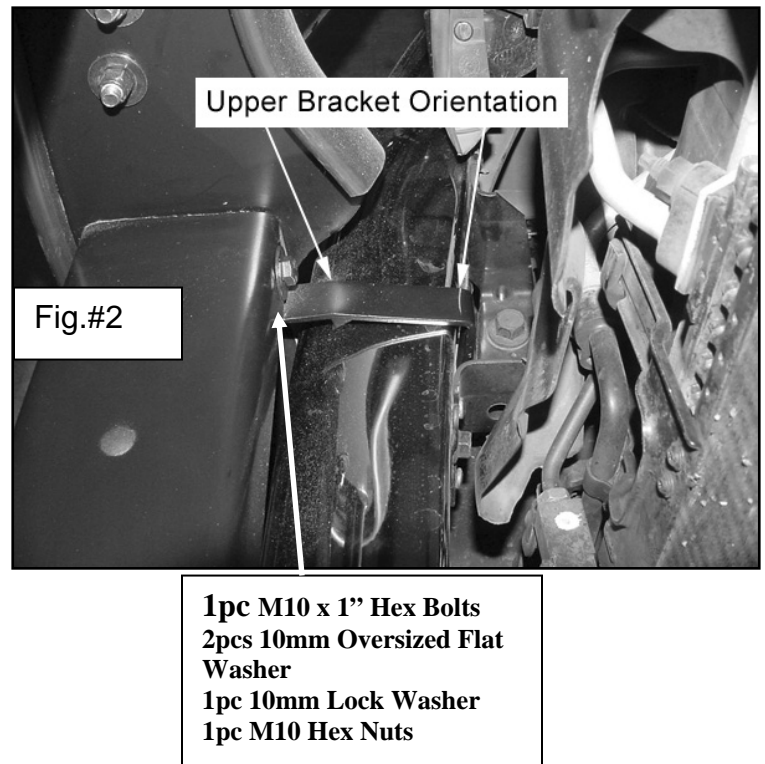 Upper Bracket Orientation
Fig.#2
1pc M10 x 1” Hex Bolts
2pcs 10mm Oversized Flat
Washer
1pc 10mm Lock Washer
1pc M10 Hex Nuts